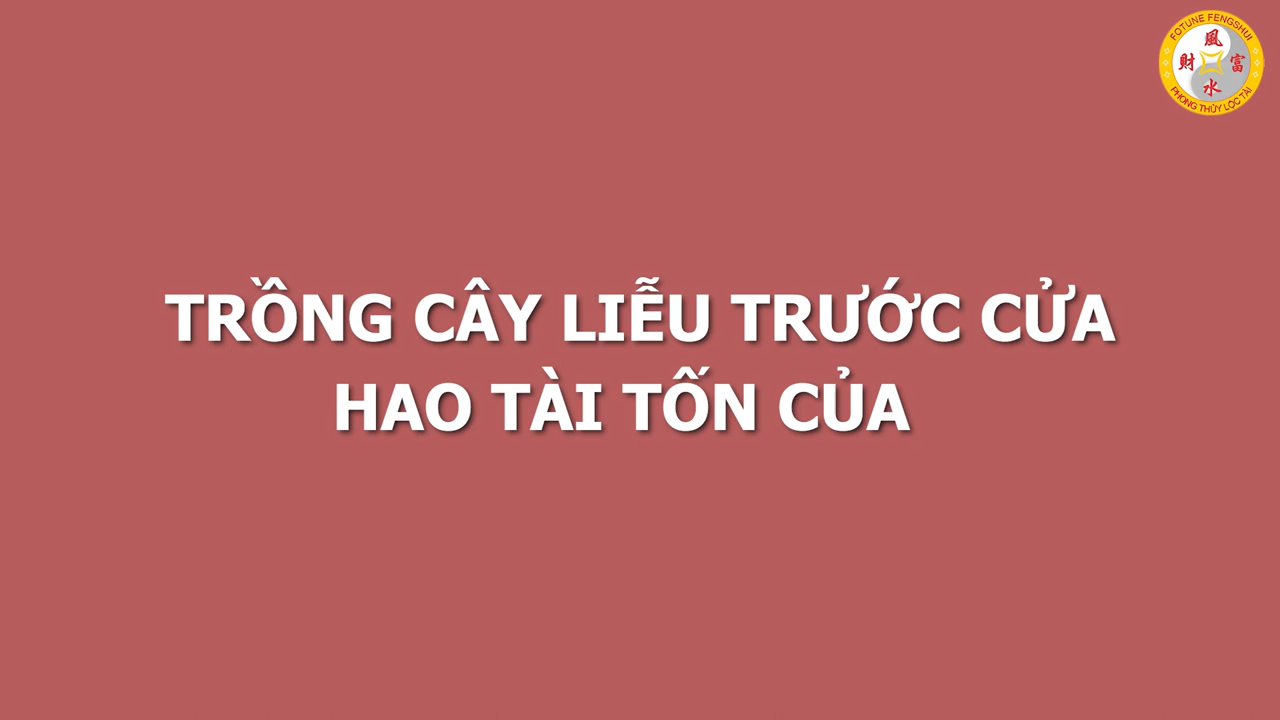 FOTUNE FENGSHUI
風
財 富
水
PHONG THỦY LỘC TÀI
TRỒNG CÂY LIỄU TRƯỚC CỬA
HAO TÀI TỐN CỦA